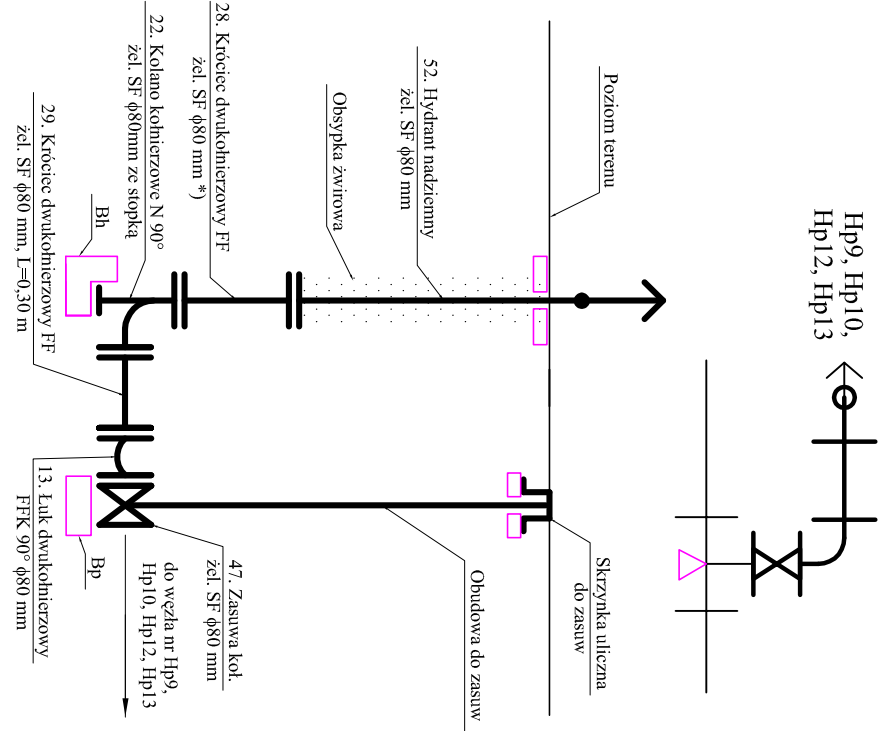 Hp9, Hp10,
Hp12, Hp13
Poziom terenu
52. Hydrant nadziemny
żel. SF ϕ80 mm
Obsypka żwirowa
28. Króciec dwukołnierzowy FF
żel. SF ϕ80 mm *)
22. Kolano kołnierzowe N 90°
żel. SF ϕ80mm ze stopką
Bh
29. Króciec dwukołnierzowy FF
żel. SF ϕ80 mm, L=0,30 m
Skrzynka uliczna
do zasuw
Obudowa do zasuw
47. Zasuwa koł.
żel. SF ϕ80 mm
do węzła nr Hp9,
Hp10, Hp12, Hp13
Bp
13. Łuk dwukołnierzowy
FFK 90° ϕ80 mm